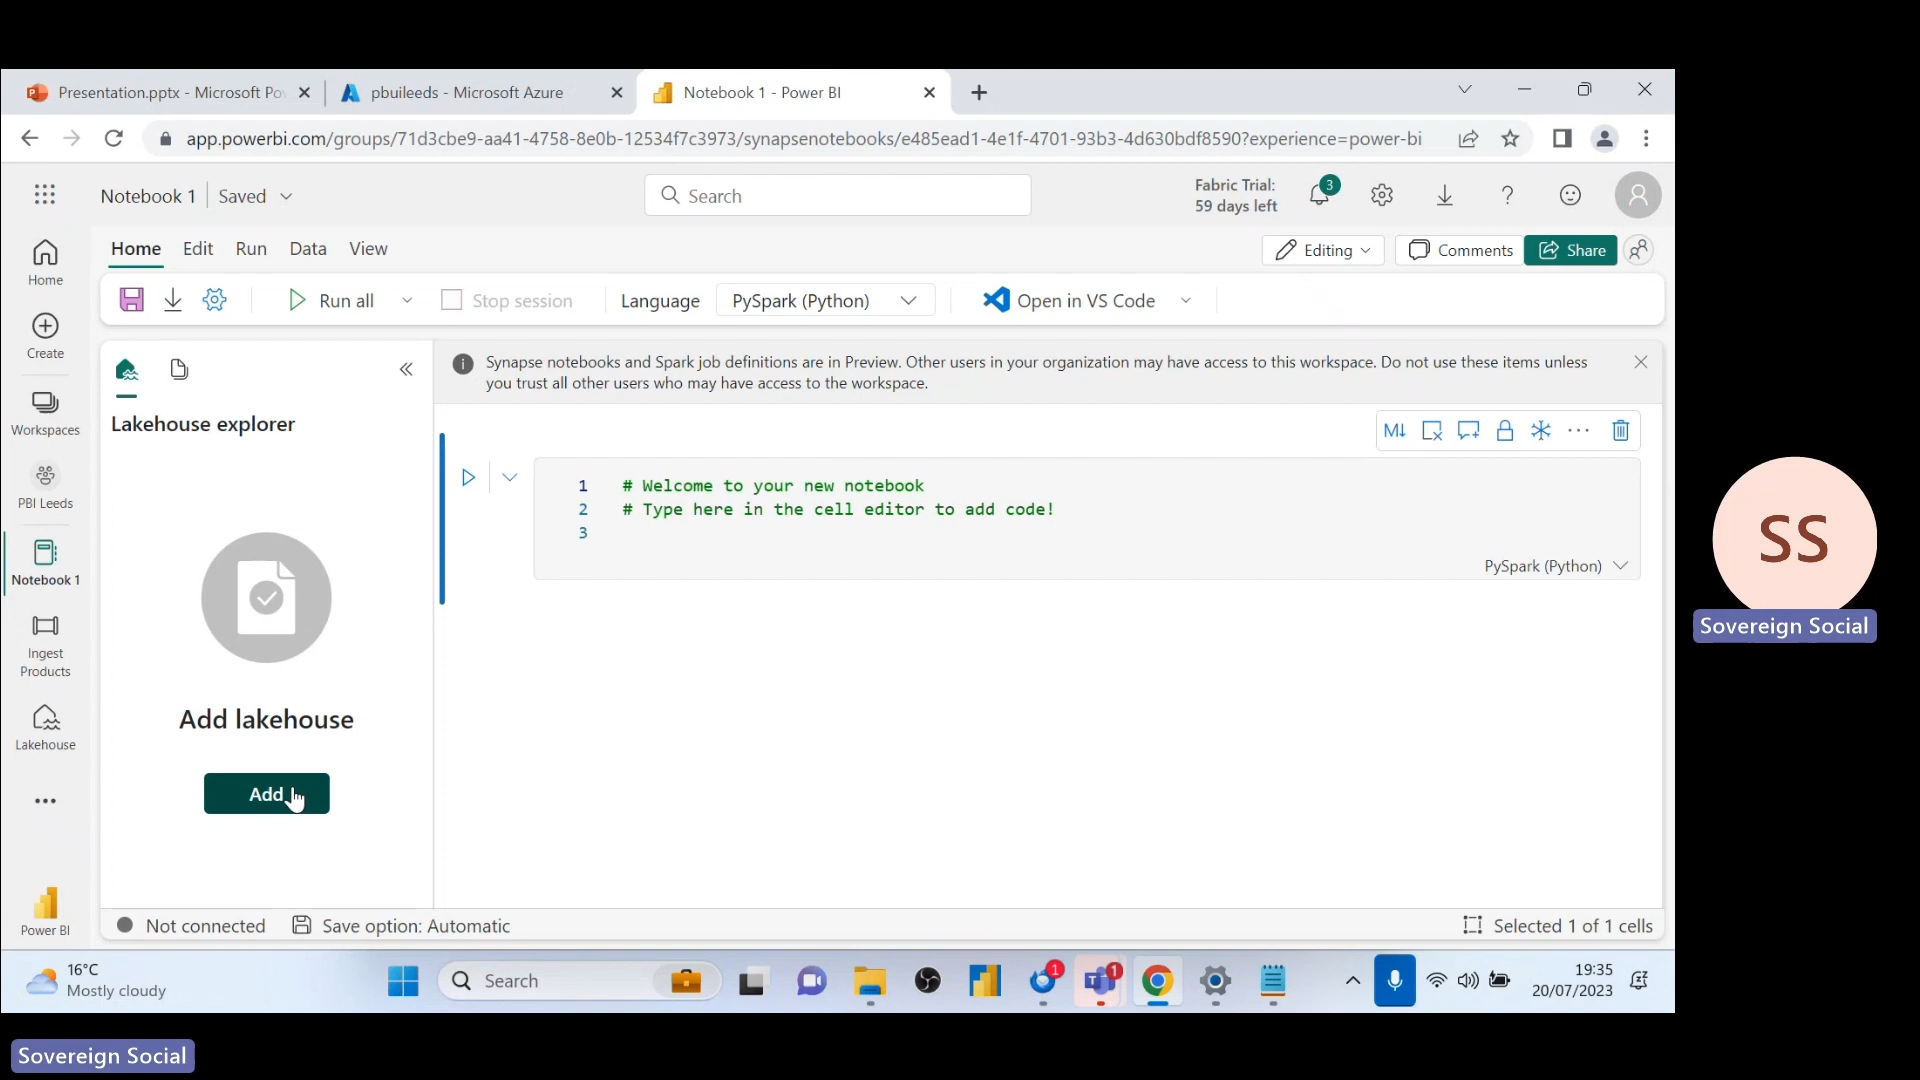 Presentation.pptx - Microsoft Po
pbuileeds - Microsoft Azure
Notebook 1 - Power BI
app.powerbi.com/groups/71d3cbe9-aa41-4758-8e0b-12534f7c3973/synapsenotebooks/e485ead1-4e1f-4701-93b3-4d630bdf8590?experience=power-bi
Notebook 1
Saved
Search
Fabric Trial:
59 days left
3
Home
Edit
Run
Data
View
Editing
Comments
Share
Run all
Stop session
Language
PySpark (Python)
Open in VS Code
Home
Create
Workspaces
PBI Leeds
Notebook 1
Ingest
Products
Lakehouse
Power BI
Lakehouse explorer
Add lakehouse
Add
Synapse notebooks and Spark job definitions are in Preview. Other users in your organization may have access to this workspace. Do not use these items unless
you trust all other users who may have access to the workspace.
M↓
1 # Welcome to your new notebook
2 # Type here in the cell editor to add code!
3
PySpark (Python)
Not connected
Save option: Automatic
Selected 1 of 1 cells
16°C
Mostly cloudy
Search
1
1
19:35
20/07/2023
SS
Sovereign Social
Sovereign Social